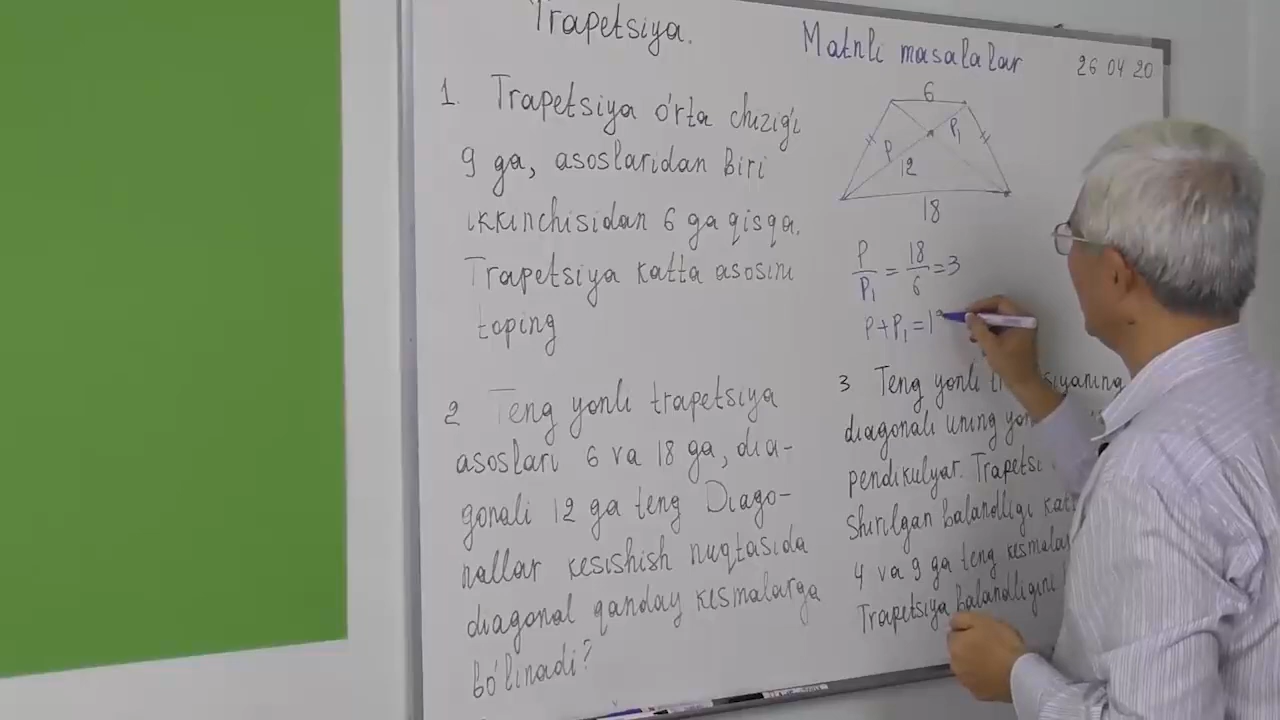 Trapetsiya.
Matnli masalalar
26 04 20
1. Trapetsiya o'rta chizig'i
9 ga, asoslaridan biri
ikkinchisidan 6 ga qisqa.
Trapetsiya katta asosini
toping
6
P P₁
12
18
P/P₁ = 18/6 = 3
P+P₁ = 1
2 Teng yonli trapetsiya
asoslari 6 va 18 ga, dia-
gonali 12 ga teng Diago-
nallar kesishish nuqtasida
diagonal qanday kesmalarga
bo'linadi?
3 Teng yonli
diagonali uning
pendikulyar.
Shirilgan balandligi
4 va 9 ga teng
Trapetsiya balandligini